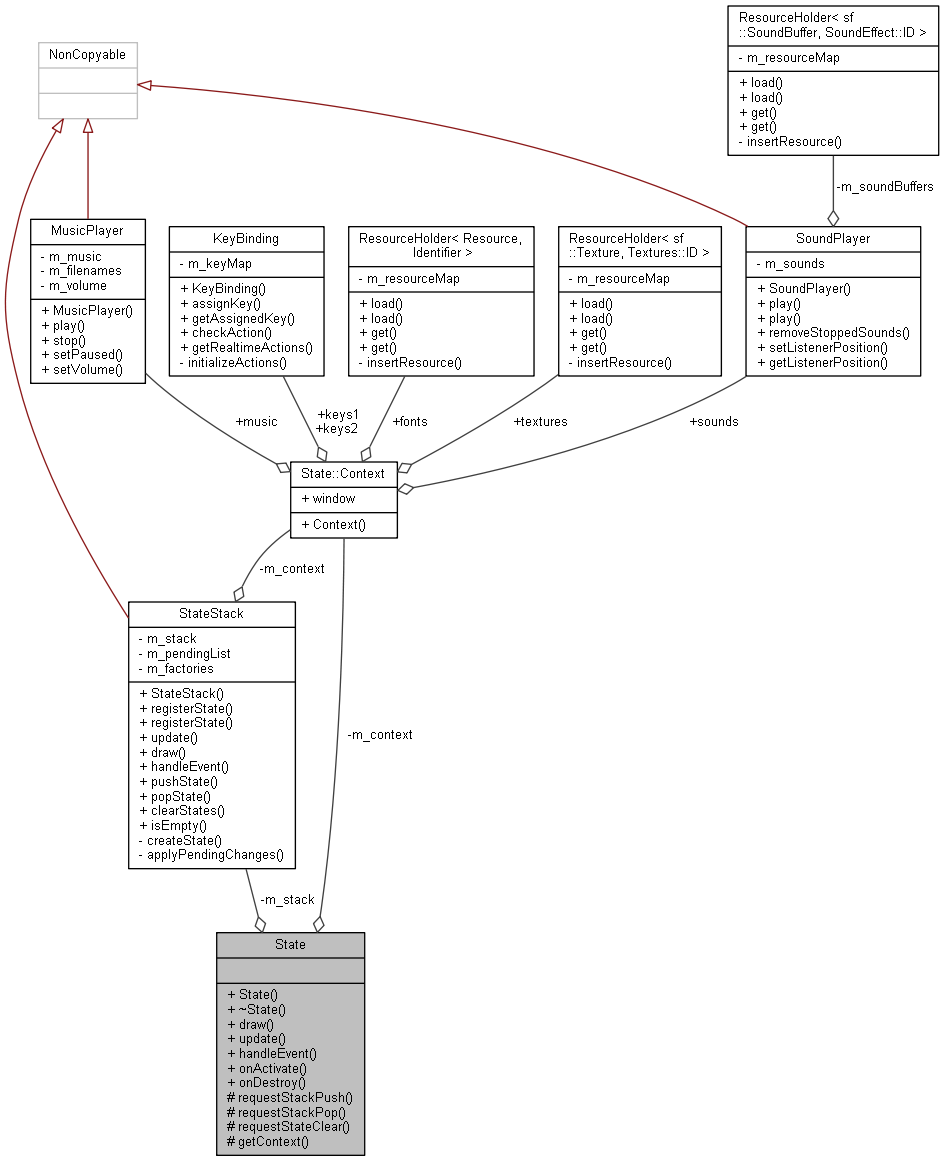 NonCopyable
ResourceHolder< sf
::SoundBuffer, SoundEffect::ID >
- m_resourceMap
+ load()
+ load()
+ get()
+ get()
- insertResource()
-m_soundBuffers
MusicPlayer
- m_music
- m_filenames
- m_volume
+ MusicPlayer()
+ play()
+ stop()
+ setPaused()
+ setVolume()
KeyBinding
- m_keyMap
+ KeyBinding()
+ assignKey()
+ getAssignedKey()
+ checkAction()
+ getRealtimeActions()
- initializeActions()
ResourceHolder< Resource,
Identifier >
- m_resourceMap
+ load()
+ load()
+ get()
+ get()
- insertResource()
ResourceHolder< sf
::Texture, Textures::ID >
- m_resourceMap
+ load()
+ load()
+ get()
+ get()
- insertResource()
SoundPlayer
- m_sounds
+ SoundPlayer()
+ play()
+ play()
+ removeStoppedSounds()
+ setListenerPosition()
+ getListenerPosition()
+music
+keys1
+keys2
+fonts
+textures
+sounds
State::Context
+ window
+ Context()
-m_context
StateStack
- m_stack
- m_pendingList
- m_factories
+ StateStack()
+ registerState()
+ registerState()
+ update()
+ draw()
+ handleEvent()
+ pushState()
+ popState()
+ clearStates()
+ isEmpty()
- createState()
- applyPendingChanges()
-m_context
-m_stack
State
+ State()
+ ~State()
+ draw()
+ update()
+ handleEvent()
+ onActivate()
+ onDestroy()
# requestStackPush()
# requestStackPop()
# requestStateClear()
# getContext()